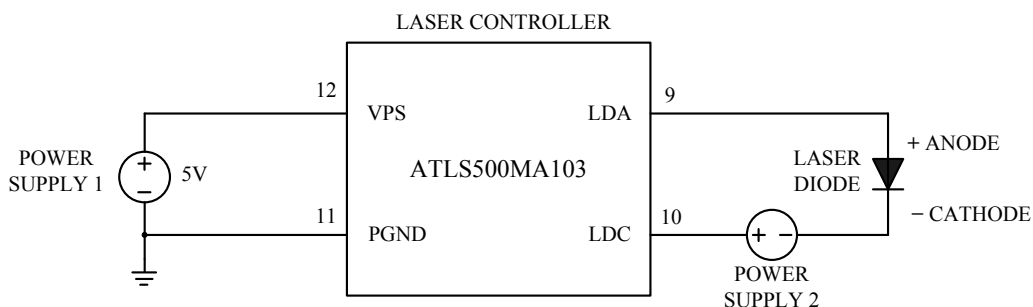 LASER CONTROLLER
12
9
VPS
LDA
+ ANODE
POWER
SUPPLY 1
+
−
5V
ATLS500MA103
LASER
DIODE
− CATHODE
11
10
PGND
LDC
+ −
POWER
SUPPLY 2